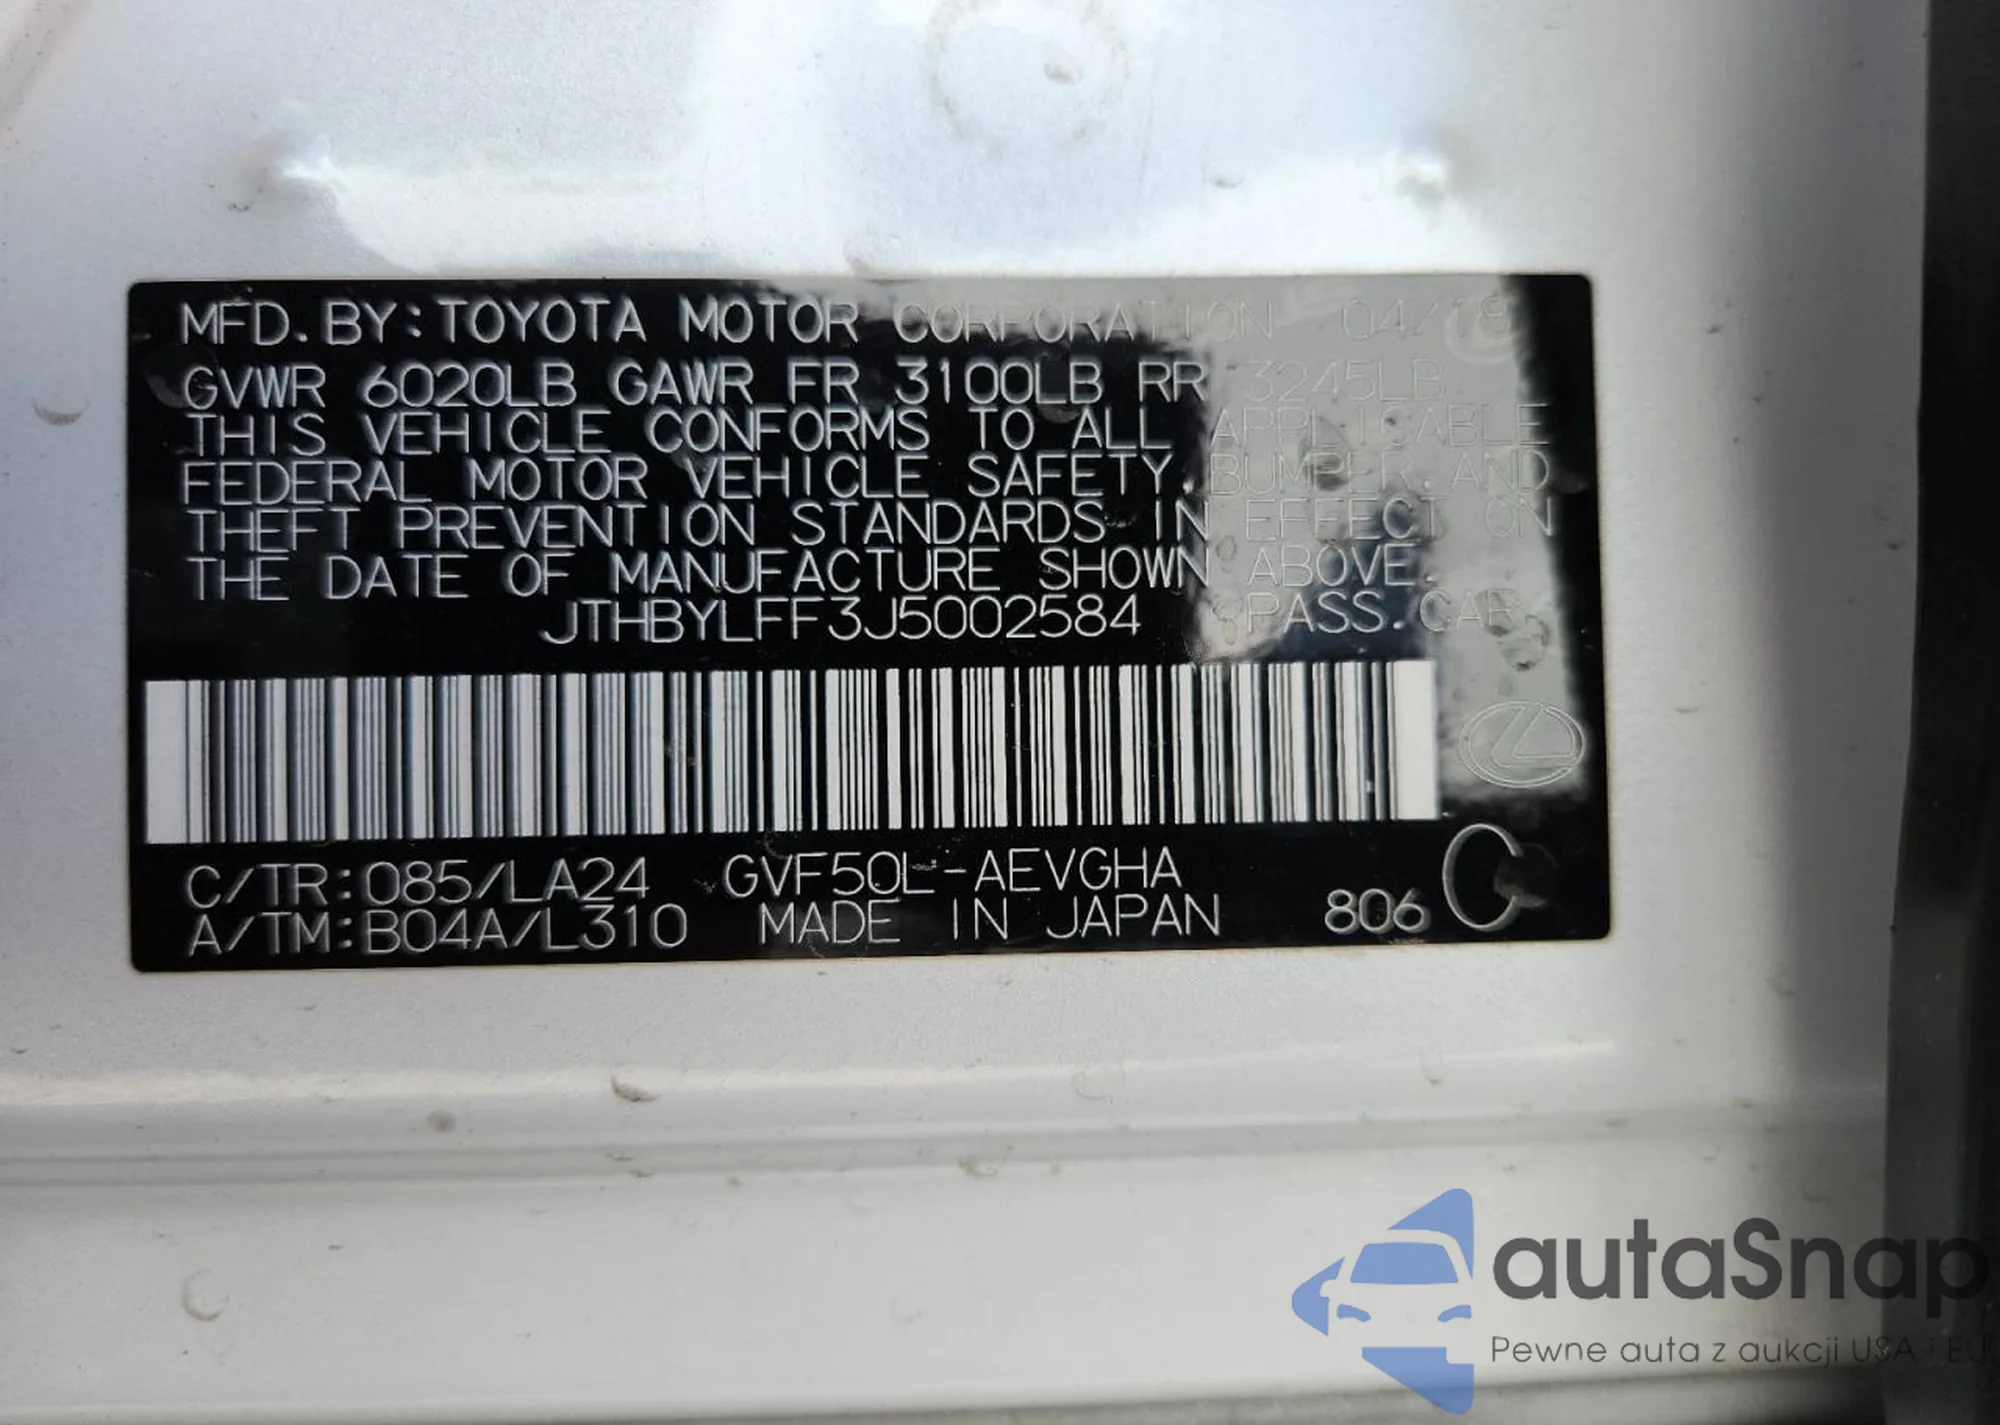 MFD. BY: TOYOTA MOTOR CORPORATION 04/18
GVWR 6020LB GAWR FR 3100LB RR 3245LB
THIS VEHICLE CONFORMS TO ALL APPLICABLE
FEDERAL MOTOR VEHICLE SAFETY, BUMPER, AND
THEFT PREVENTION STANDARDS IN EFFECT ON
THE DATE OF MANUFACTURE SHOWN ABOVE.
JTHBYLFF3J5002584 PASS. CAR
C/TR: 085/LA24 GVF50L-AEVGHA
A/TM: B04A/L310 MADE IN JAPAN 806 C
autaSnap
Pewne auta z aukcji USA i EU